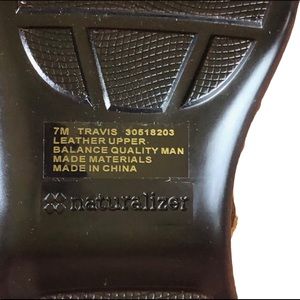 7M TRAVIS 30518203
LEATHER UPPER
BALANCE QUALITY MAN
MADE MATERIALS
MADE IN CHINA
naturalizer